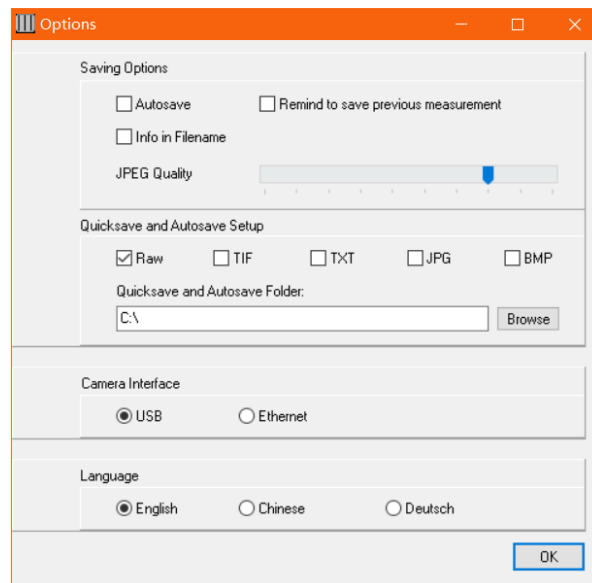 Options
Saving Options
Autosave Remind to save previous measurement
Info in Filename
JPEG Quality
Quicksave and Autosave Setup
Raw TIF TXT JPG BMP
Quicksave and Autosave Folder:
C:\ Browse
Camera Interface
USB Ethernet
Language
English Chinese Deutsch
OK